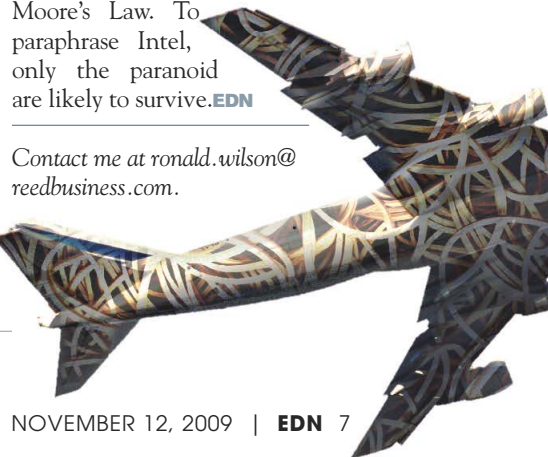 Moore's Law. To
paraphrase Intel,
only the paranoid
are likely to survive.EDN
Contact me at ronald.wilson@
reedbusiness.com.
NOVEMBER 12, 2009 | EDN 7